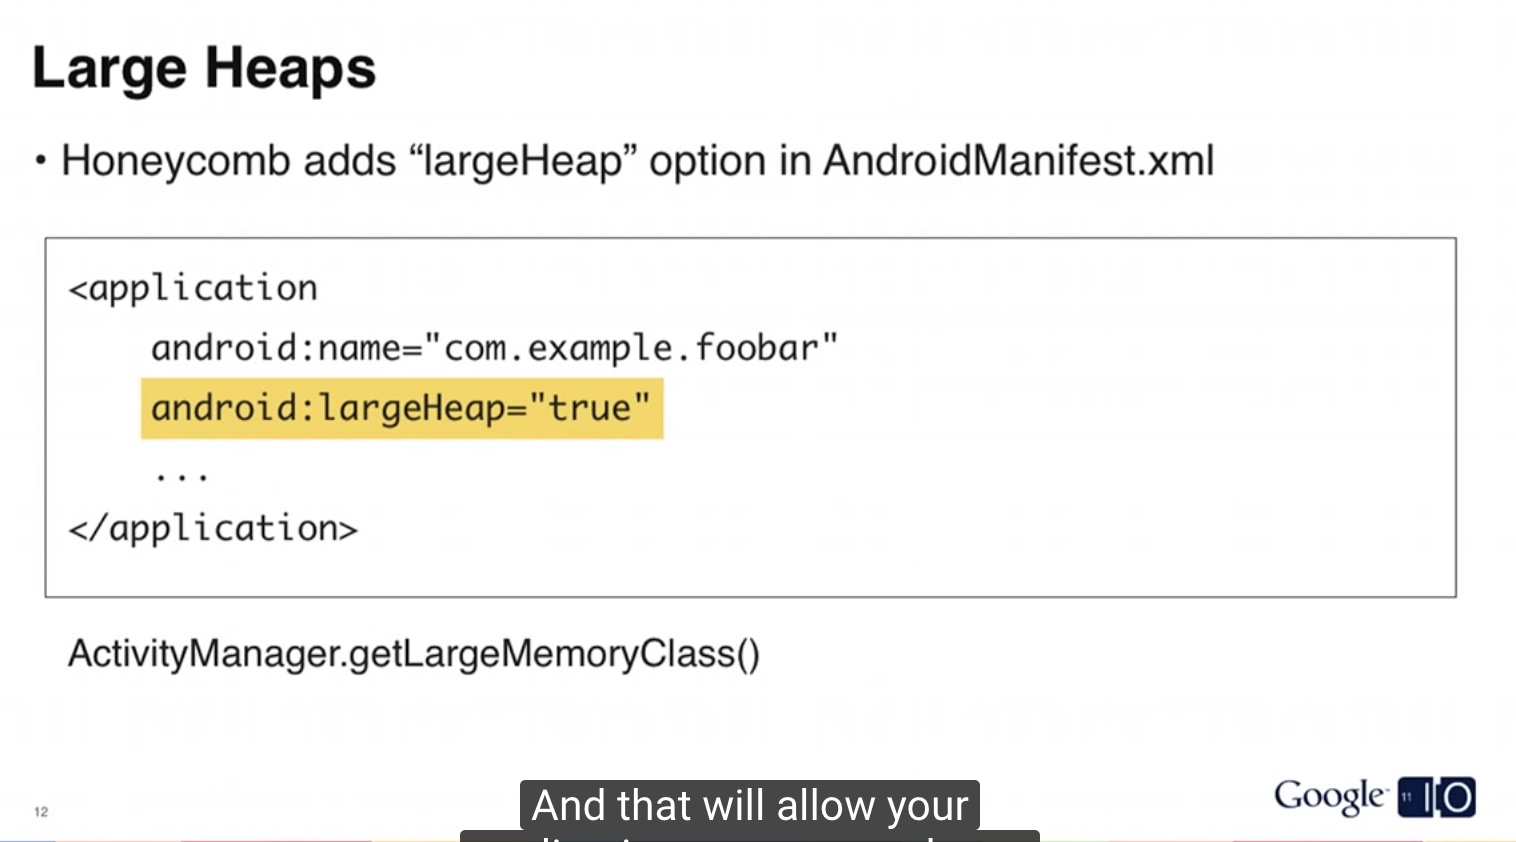 Large Heaps
• Honeycomb adds “largeHeap” option in AndroidManifest.xml
<application
android:name="com.example.foobar"
android:largeHeap="true"
...
</application>
ActivityManager.getLargeMemoryClass()
12
And that will allow your
Google 11 IO